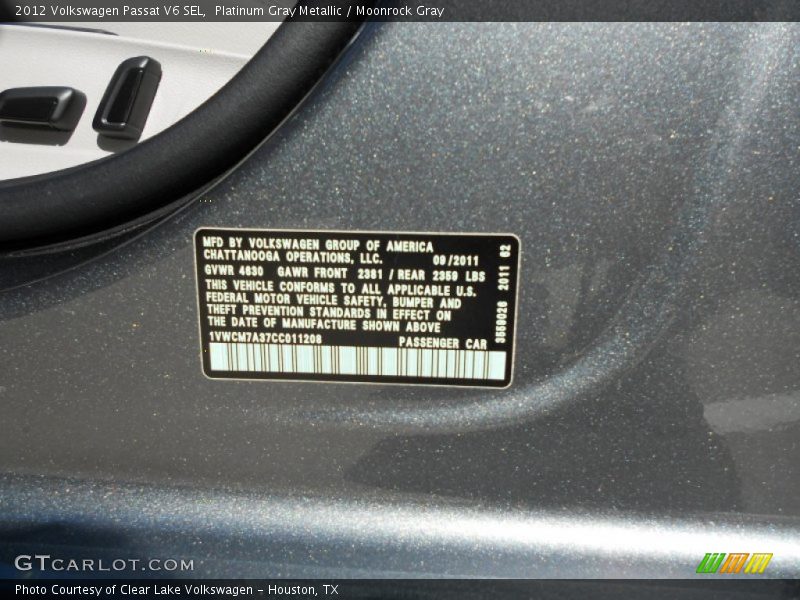 2012 Volkswagen Passat V6 SEL, Platinum Gray Metallic / Moonrock Gray
MFD BY VOLKSWAGEN GROUP OF AMERICA
CHATTANOOGA OPERATIONS, LLC. 09/2011
GVWR 4630 GAWR FRONT 2381 / REAR 2359 LBS
THIS VEHICLE CONFORMS TO ALL APPLICABLE U.S.
FEDERAL MOTOR VEHICLE SAFETY, BUMPER AND
THEFT PREVENTION STANDARDS IN EFFECT ON
THE DATE OF MANUFACTURE SHOWN ABOVE
1VWCM7A37CC011208 PASSENGER CAR
2011 02
GTCARLOT.COM
Photo Courtesy of Clear Lake Volkswagen - Houston, TX